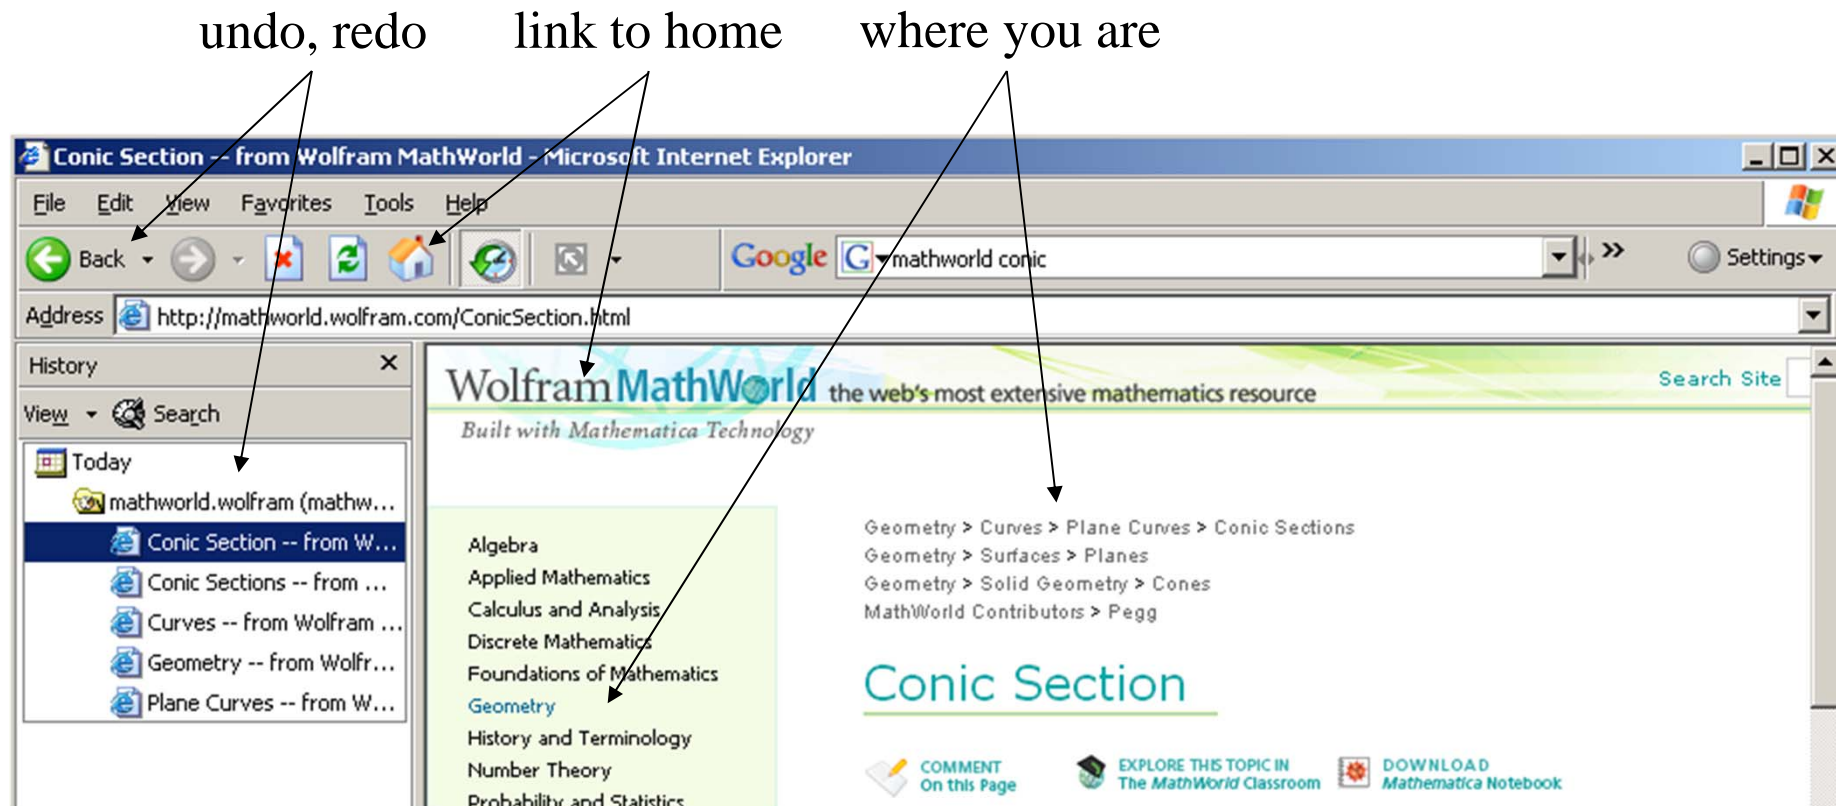 undo, redo link to home where you are
Conic Section -- from Wolfram MathWorld - Microsoft Internet Explorer
File Edit View Favorites Tools Help
Back Google G mathworld conic » Settings
Address http://mathworld.wolfram.com/ConicSection.html
History
View Search
Today
mathworld.wolfram (mathw...
Conic Section -- from W...
Conic Sections -- from ...
Curves -- from Wolfram ...
Geometry -- from Wolfr...
Plane Curves -- from W...
Wolfram MathWorld the web's most extensive mathematics resource
Search Site
Built with Mathematica Technology
Algebra
Applied Mathematics
Calculus and Analysis
Discrete Mathematics
Foundations of Mathematics
Geometry
History and Terminology
Number Theory
Probability and Statistics
Geometry > Curves > Plane Curves > Conic Sections
Geometry > Surfaces > Planes
Geometry > Solid Geometry > Cones
MathWorld Contributors > Pegg
Conic Section
COMMENT
On this Page
EXPLORE THIS TOPIC IN
The MathWorld Classroom
DOWNLOAD
Mathematica Notebook